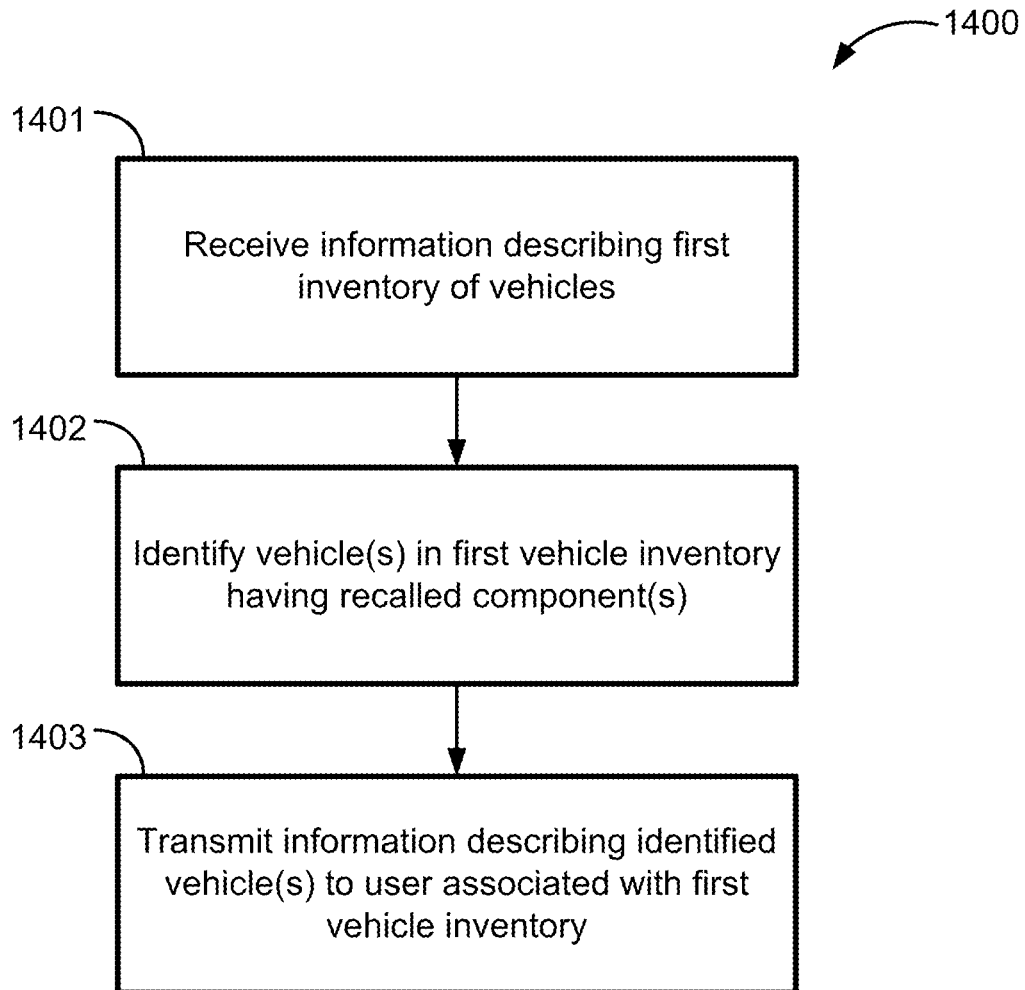 1400
1401
Receive information describing first
inventory of vehicles
1402
Identify vehicle(s) in first vehicle inventory
having recalled component(s)
1403
Transmit information describing identified
vehicle(s) to user associated with first
vehicle inventory